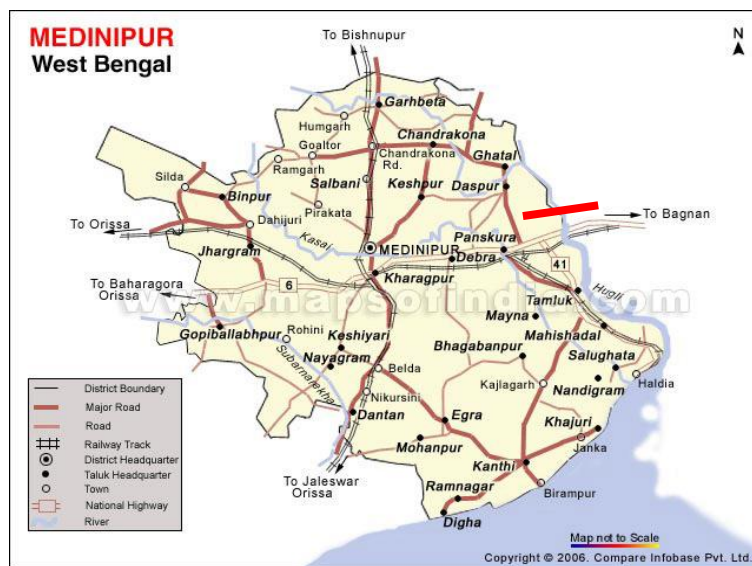 MEDINIPUR
West Bengal
To Bishnupur
N
Garhbeta
Humgarh
Chandrakona
Goaltor
Chandrakona
Rd.
Ghatal
Ramgarh
Silda
Salbani
Keshpur
Daspur
Binpur
Pirakata
To Bagnan
To Orissa
Dahijuri
Kasai
MEDINIPUR
Panskura
Jhargram
Debra
41
Kharagpur
To Baharagora
Orissa
6
Hugli
www.mapsofindia.com
Tamluk
Mayna
Mahishadal
Gopiballabhpur
Rohini
Keshiyari
Bhagabanpur
Salughata
Subarnarekha
Nayagram
Belda
Kajlagarh
Haldia
Nandigram
Nikursini
Dantan
Egra
Khajuri
Mohanpur
Janka
Kanthi
To Jaleswar
Orissa
Ramnagar
Birampur
Digha
District Boundary
Major Road
Road
Railway Track
District Headquarter
Taluk Headquarter
Town
National Highway
River
Map not to Scale
Copyright © 2006. Compare Infobase Pvt. Ltd.